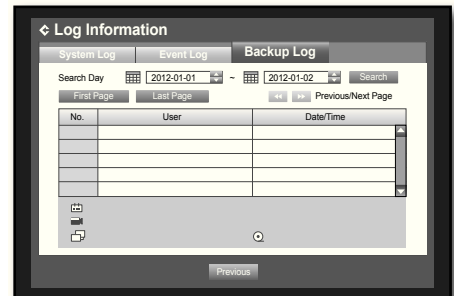 Log Information
System Log Event Log Backup Log
Search Day 2012-01-01 ~ 2012-01-02 Search
First Page Last Page Previous/Next Page
No. User Date/Time
Previous